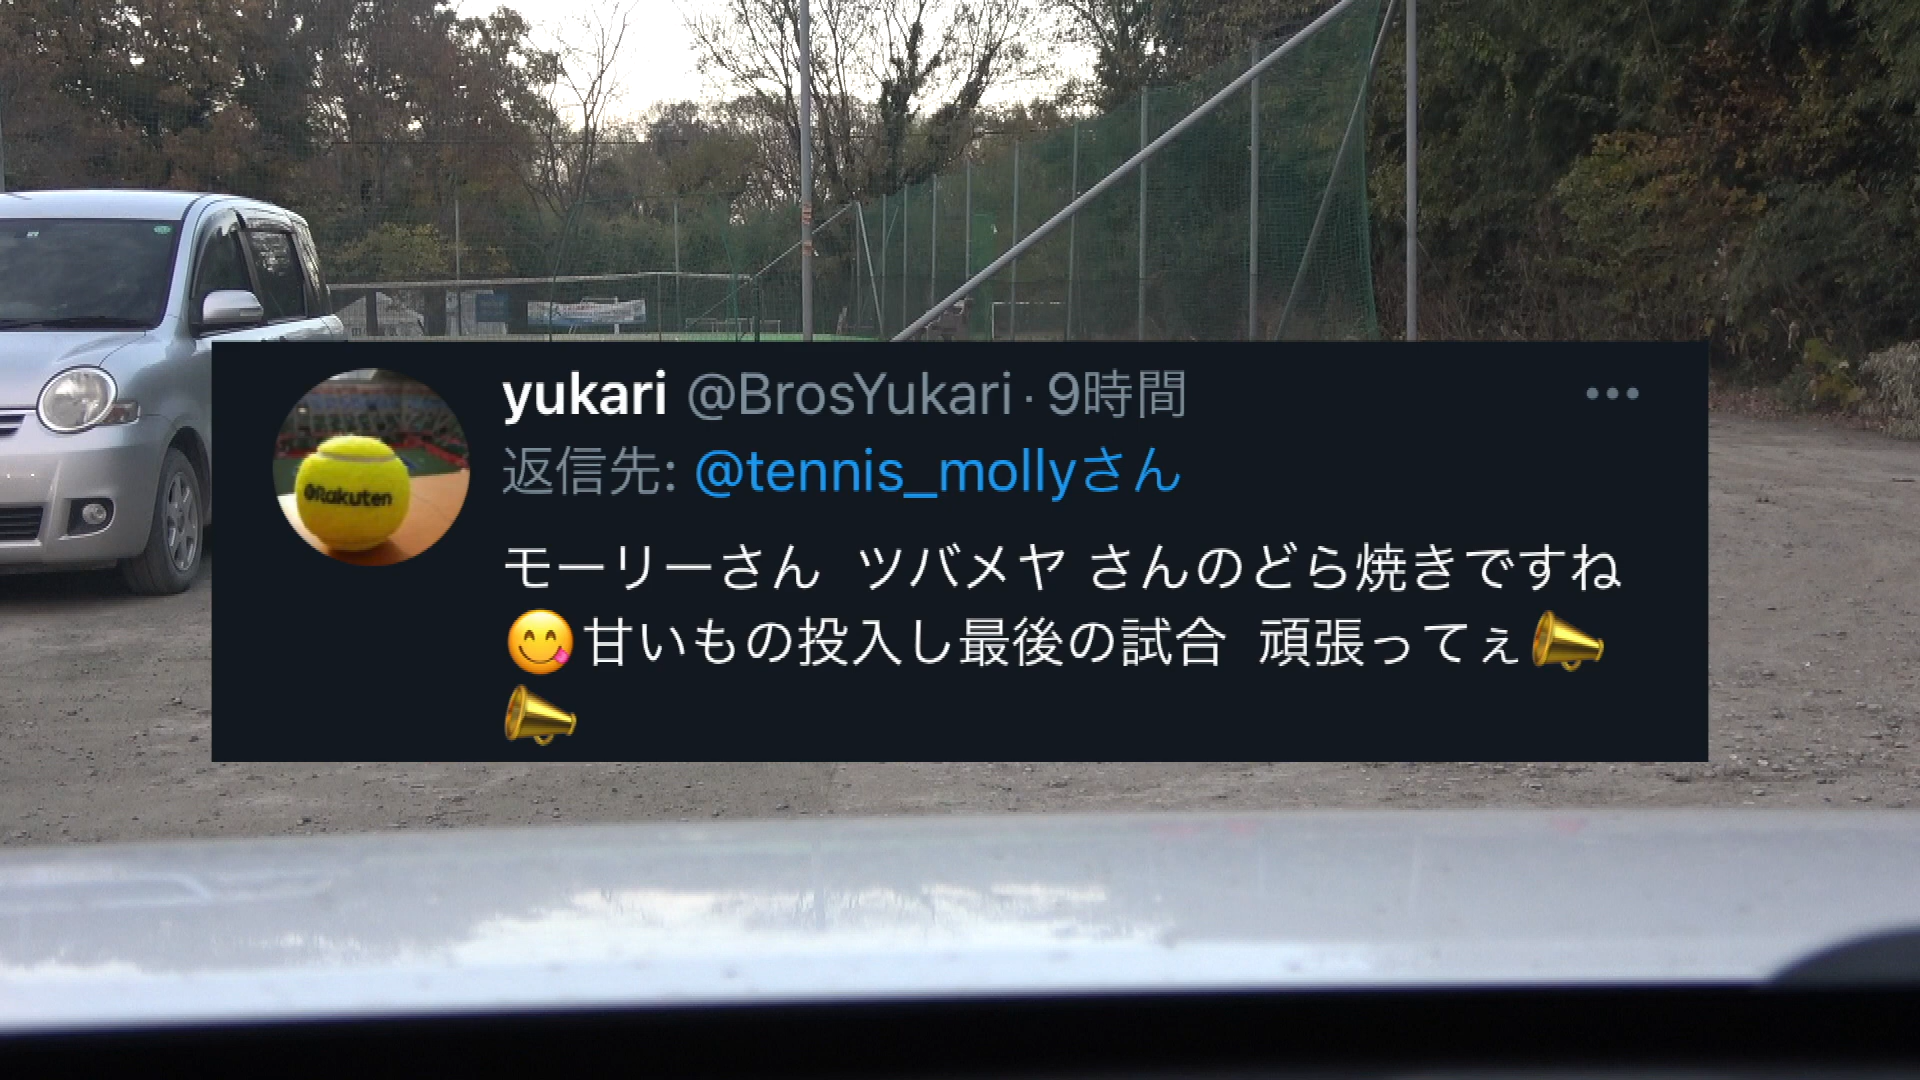 yukari @BrosYukari · 9時間
返信先: @tennis_mollyさん
Rakuten
モーリーさん ツバメヤ さんのどら焼きですね
😋甘いもの投入し最後の試合 頑張ってぇ📣
📣